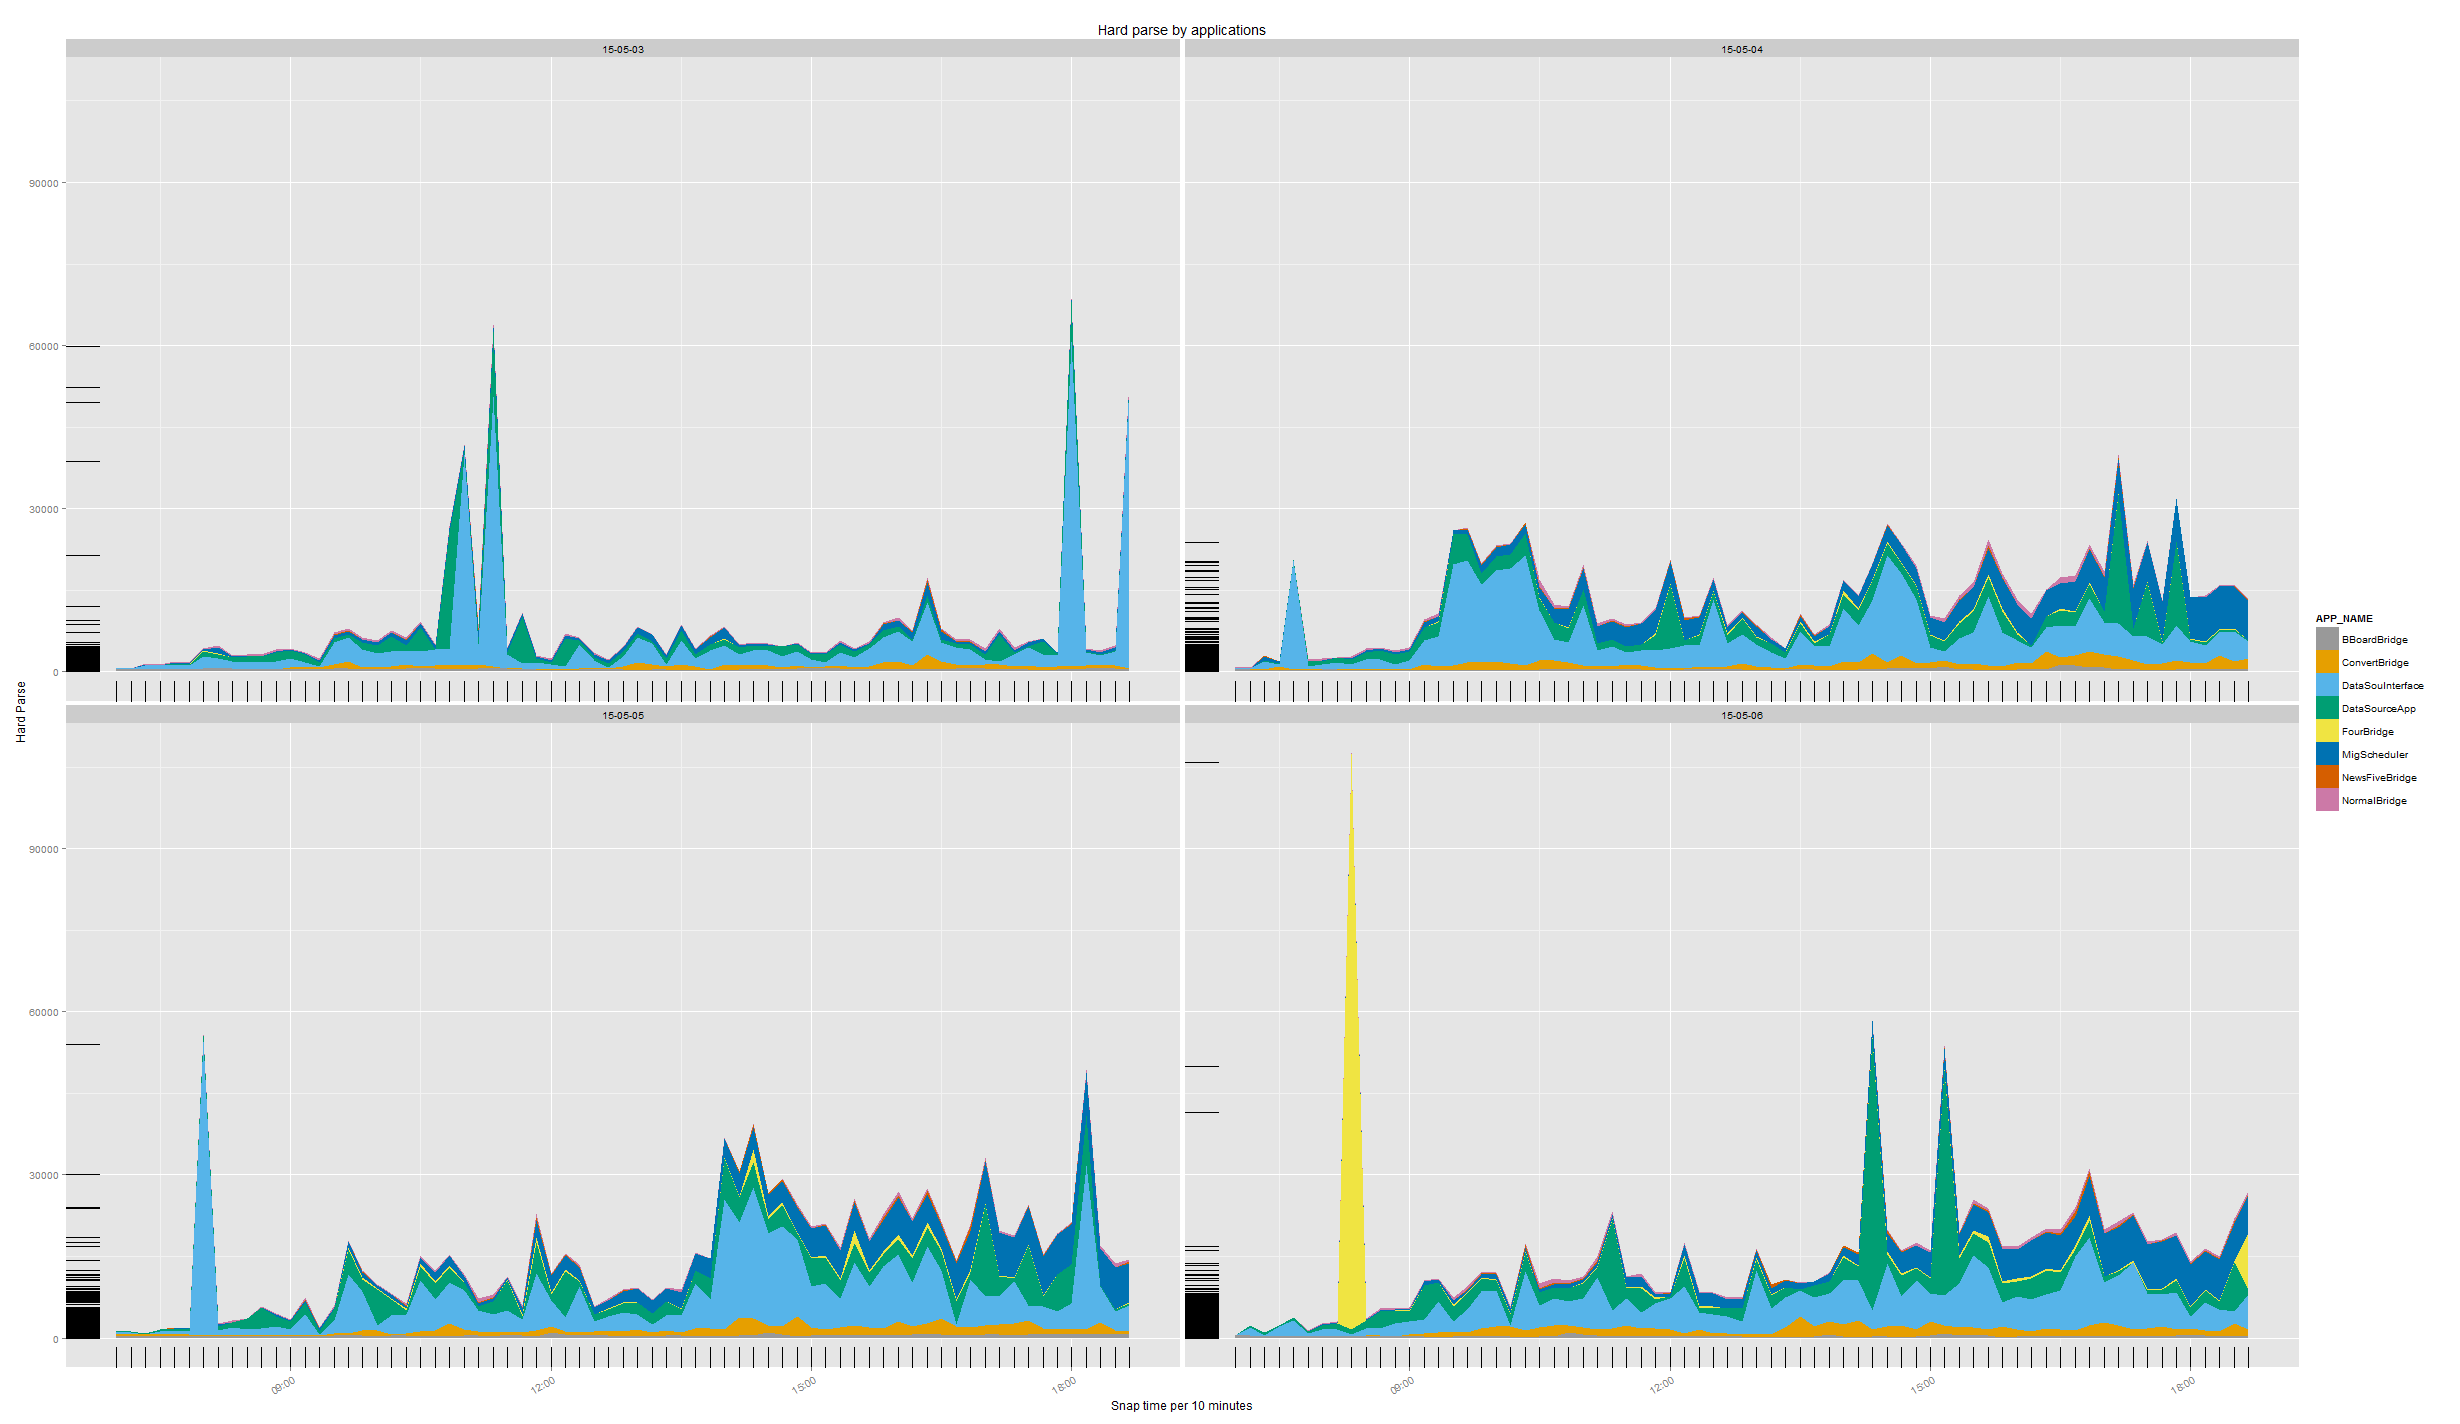 Hard parse by applications
15-05-03
15-05-04
90000
60000
30000
0
Hard Parse
15-05-05
15-05-06
90000
60000
30000
0
09:00
12:00
15:00
18:00
09:00
12:00
15:00
18:00
Snap time per 10 minutes
APP_NAME
BBoardBridge
ConvertBridge
DataSouInterface
DataSourceApp
FourBridge
MigScheduler
NewsFiveBridge
NormalBridge